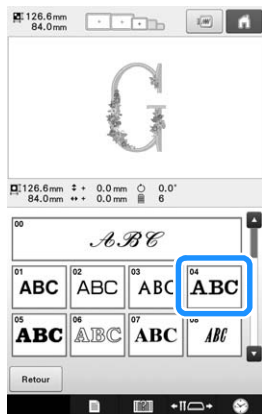 126.6mm
84.0mm
G
126.6mm + 0.0mm 0.0°
84.0mm + 0.0mm 6
00
ABC
01 02 03 04
ABC ABC ABC ABC
05 06 07 08
ABC ABC ABC ABC
Retour